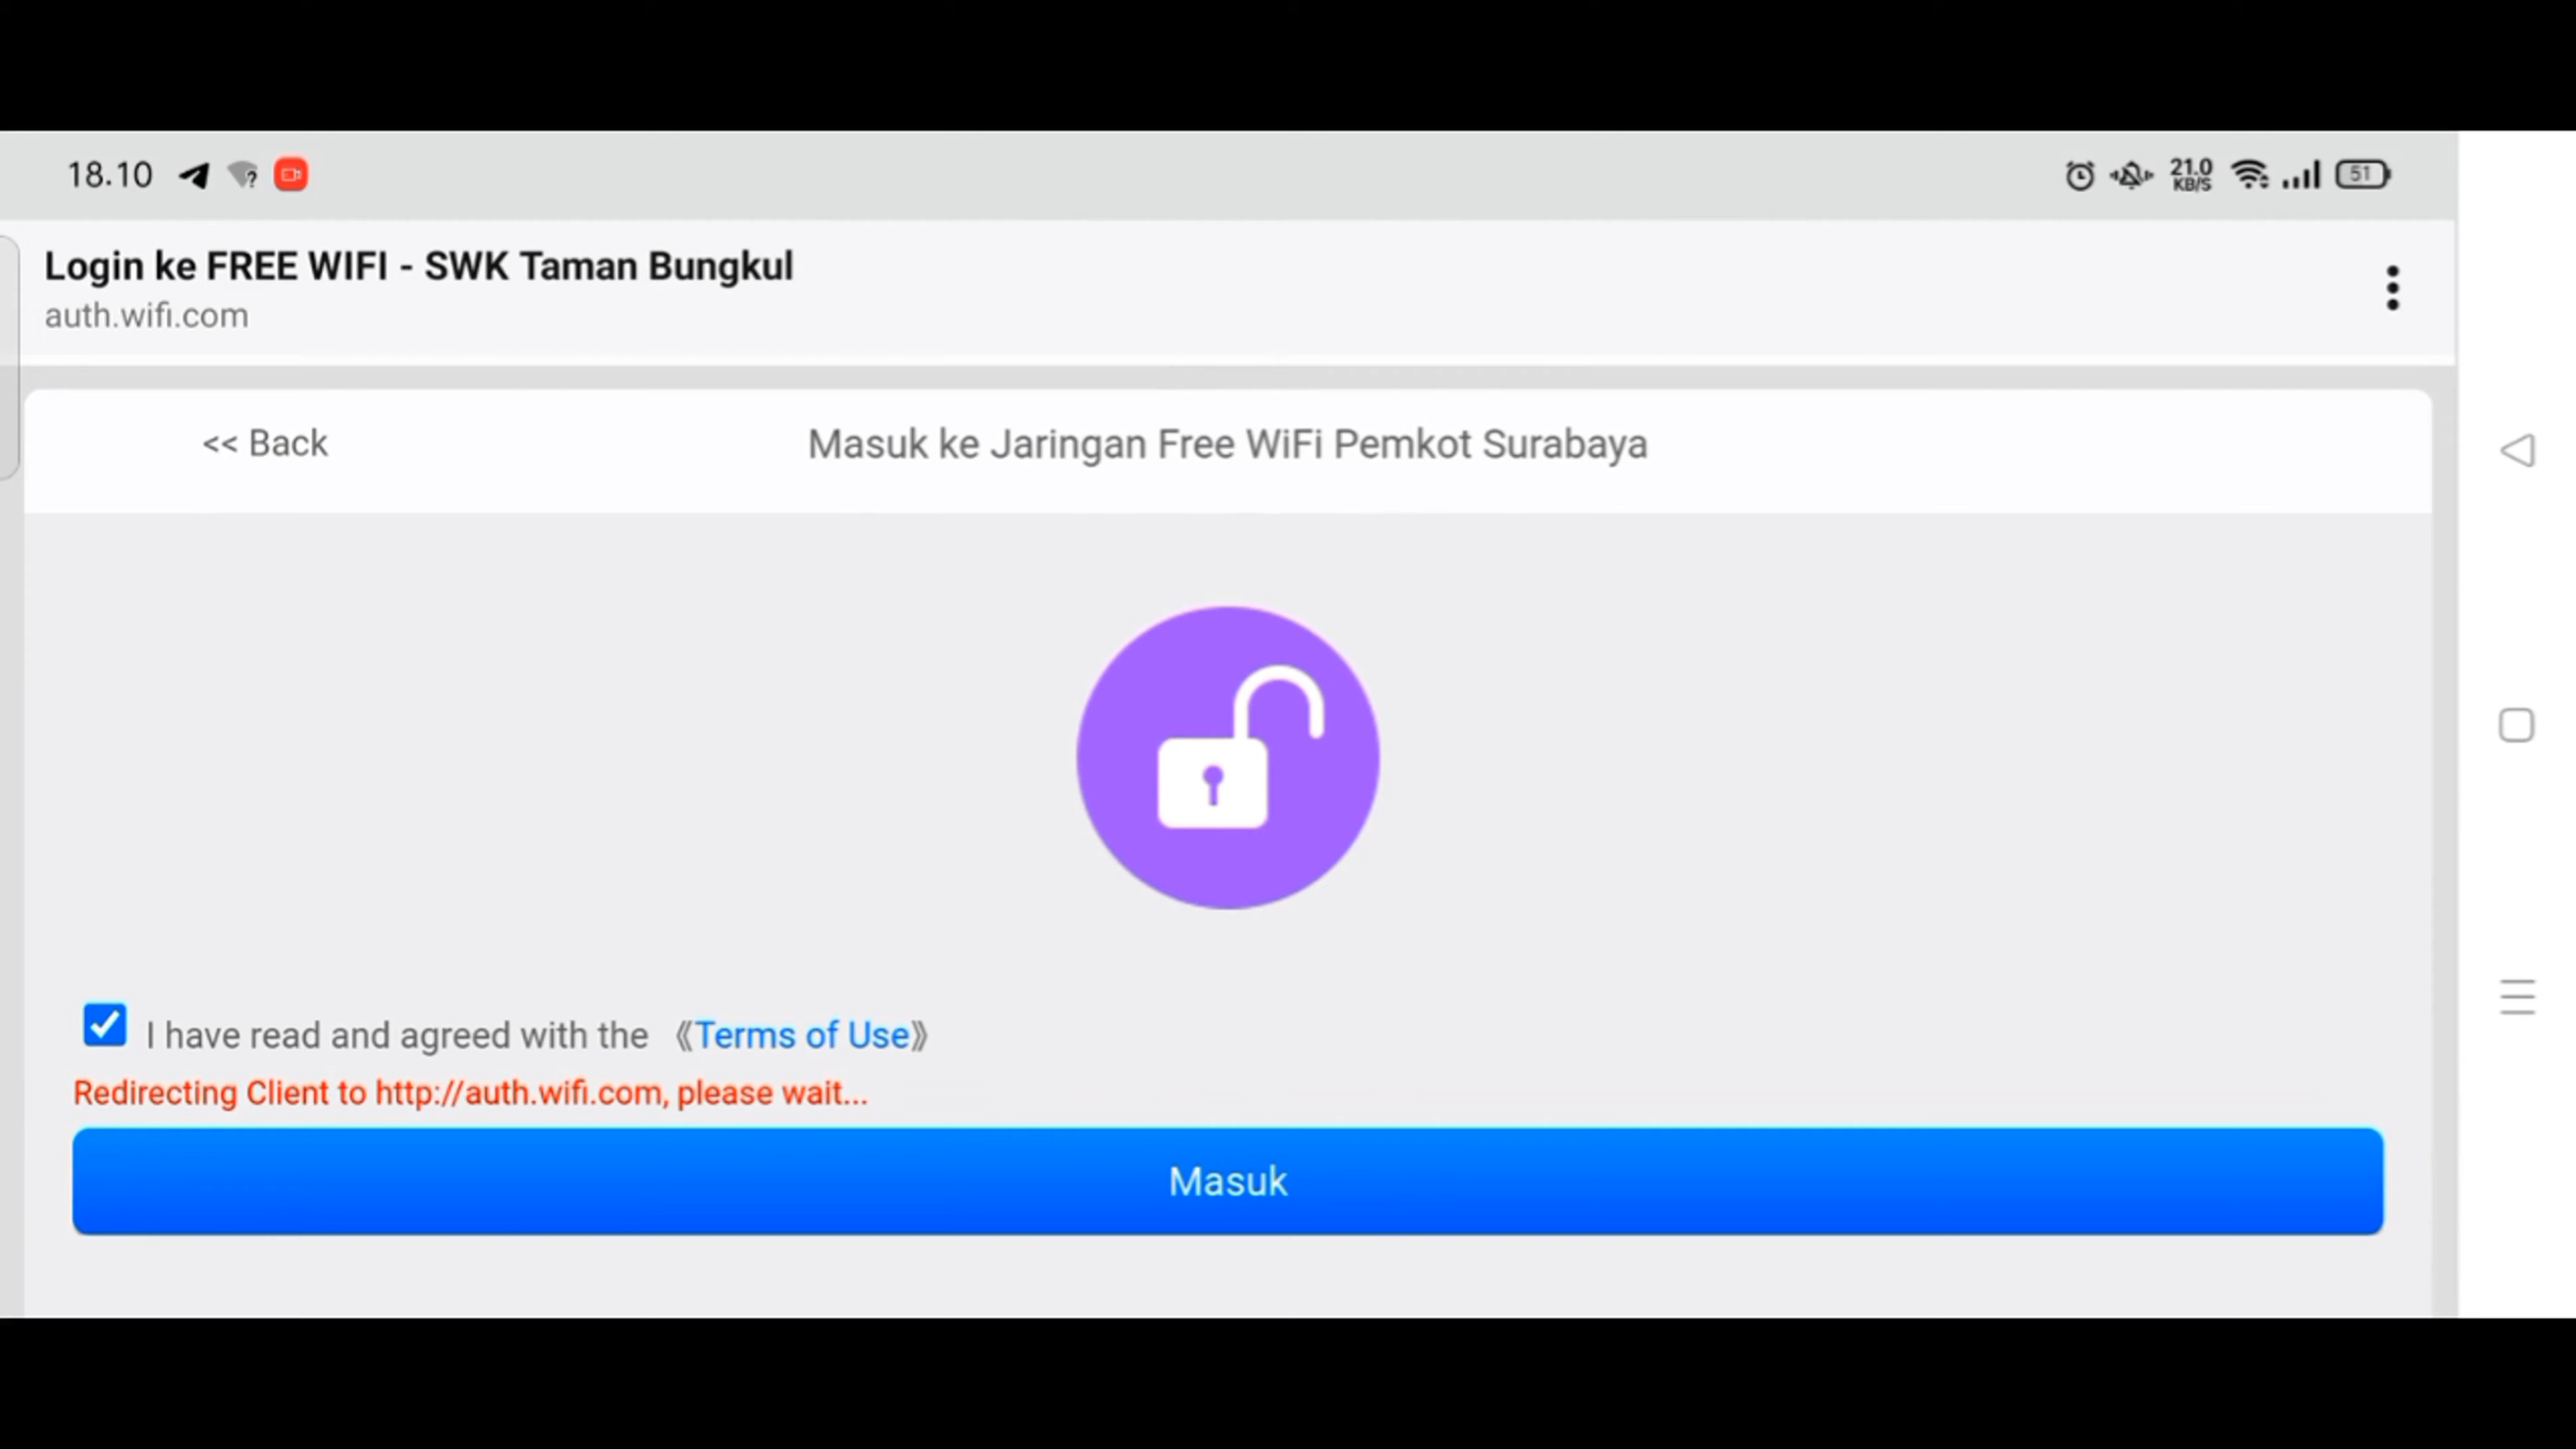 18.10
21.0
KB/S
51
Login ke FREE WIFI - SWK Taman Bungkul
auth.wifi.com
<< Back
Masuk ke Jaringan Free WiFi Pemkot Surabaya
I have read and agreed with the 《Terms of Use》
Redirecting Client to http://auth.wifi.com, please wait...
Masuk